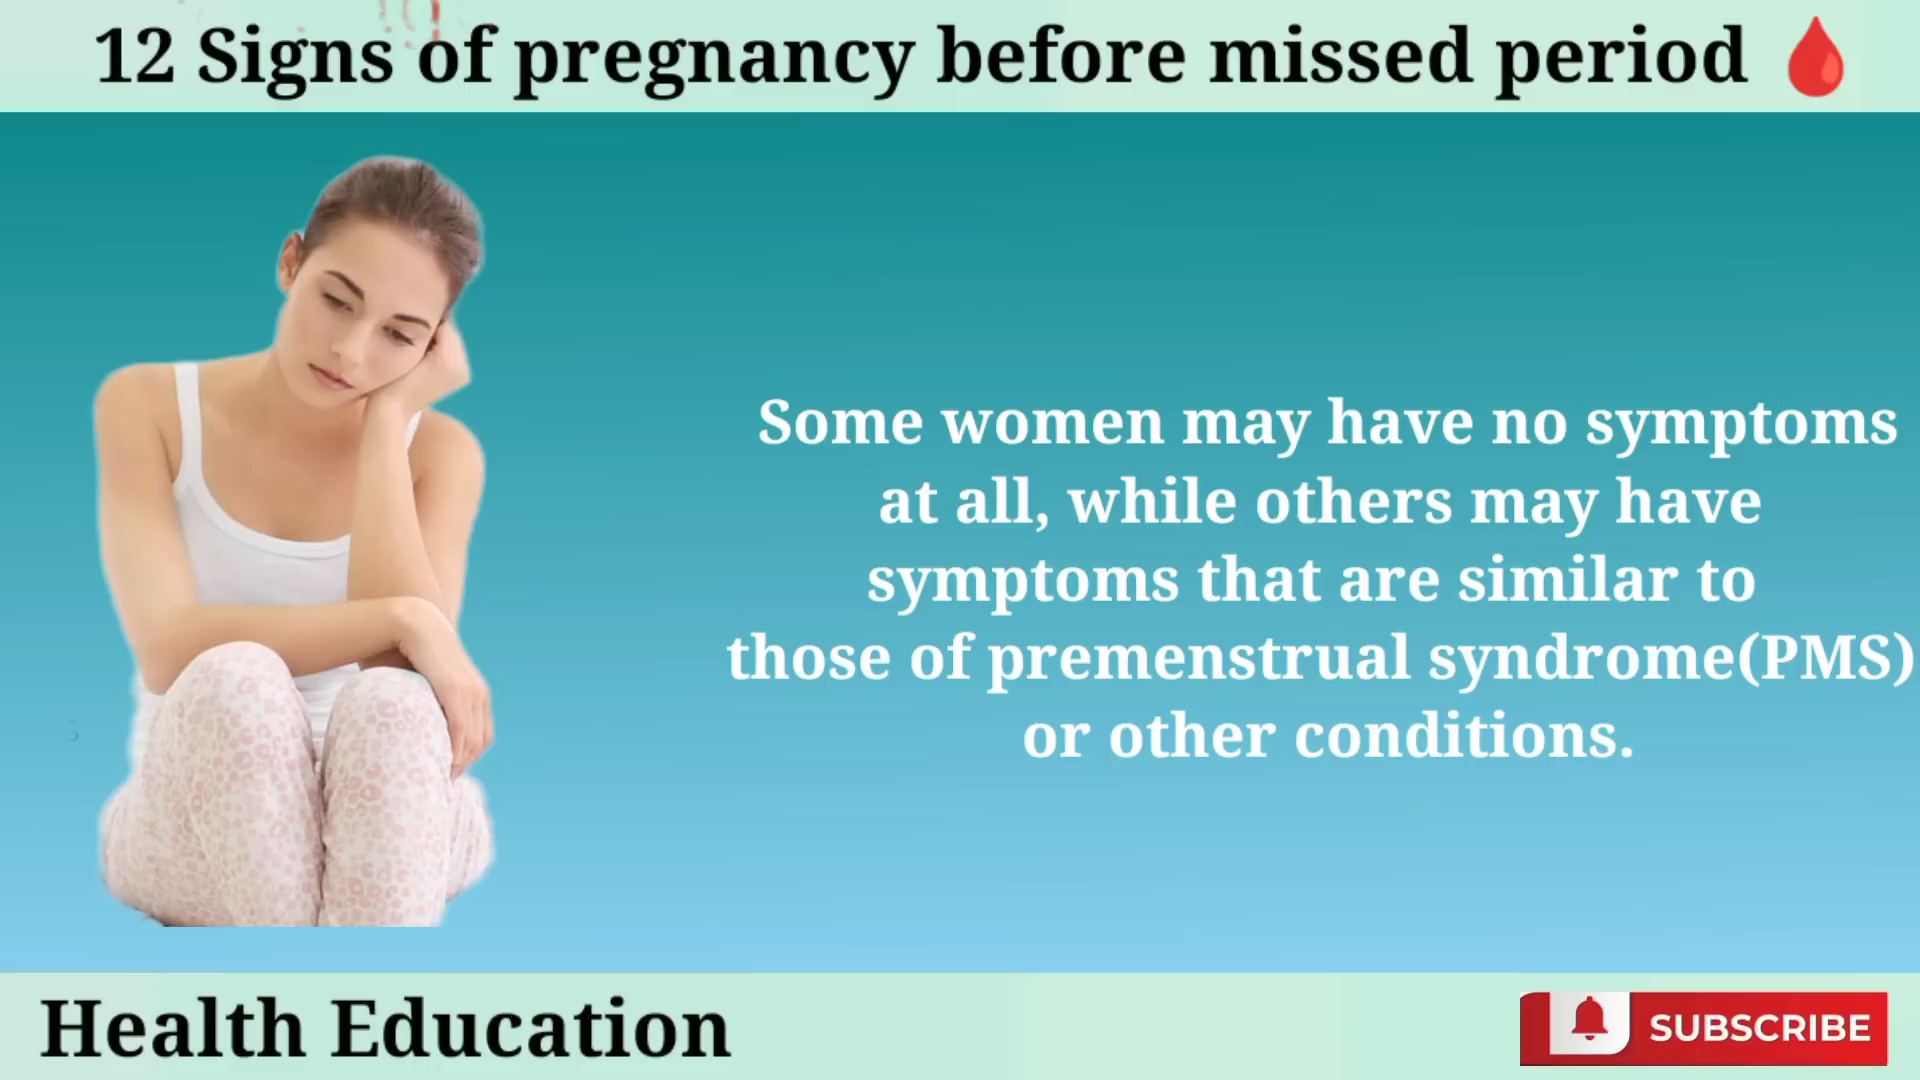 12 Signs of pregnancy before missed period
Some women may have no symptoms
at all, while others may have
symptoms that are similar to
those of premenstrual syndrome(PMS)
or other conditions.
Health Education
SUBSCRIBE